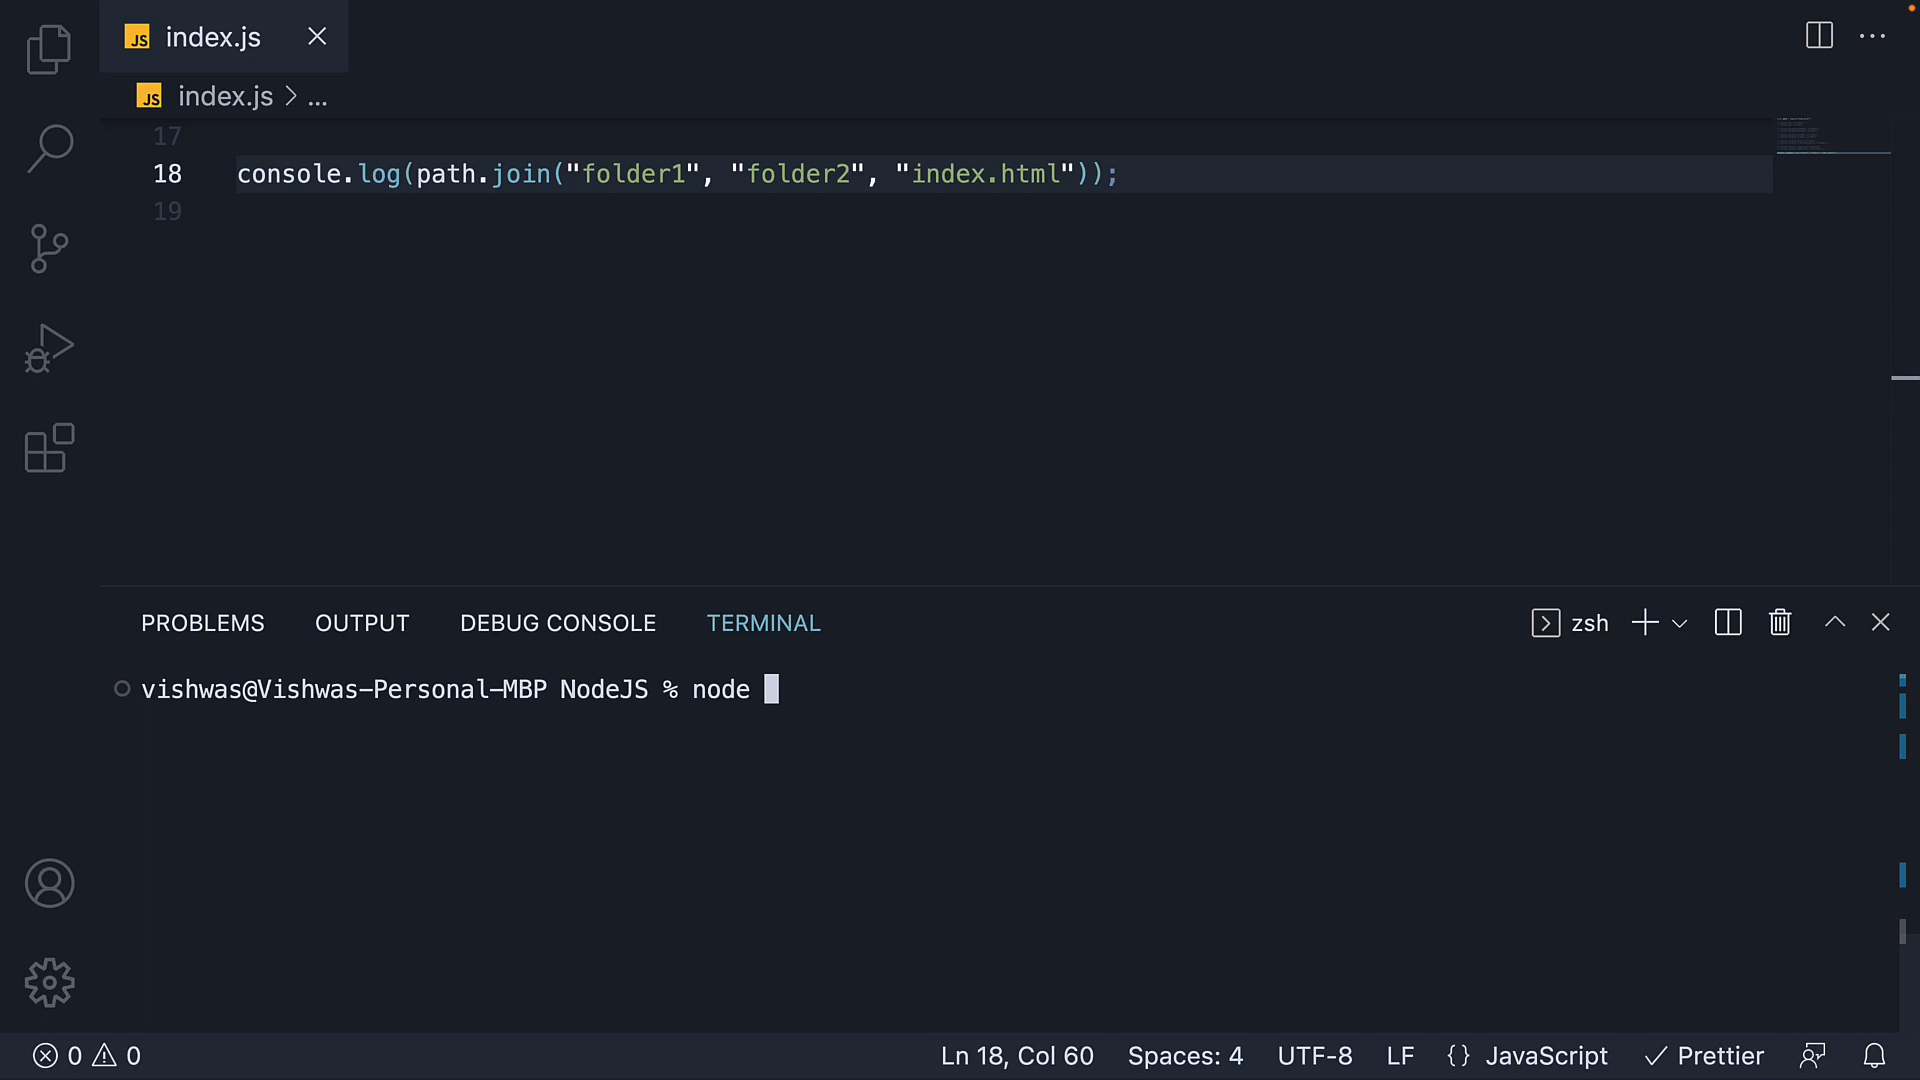 JS index.js
JS index.js > ...
17
18 console.log(path.join("folder1", "folder2", "index.html"));
19
PROBLEMS OUTPUT DEBUG CONSOLE TERMINAL zsh
vishwas@Vishwas-Personal-MBP NodeJS % node
0 0 Ln 18, Col 60 Spaces: 4 UTF-8 LF {} JavaScript Prettier